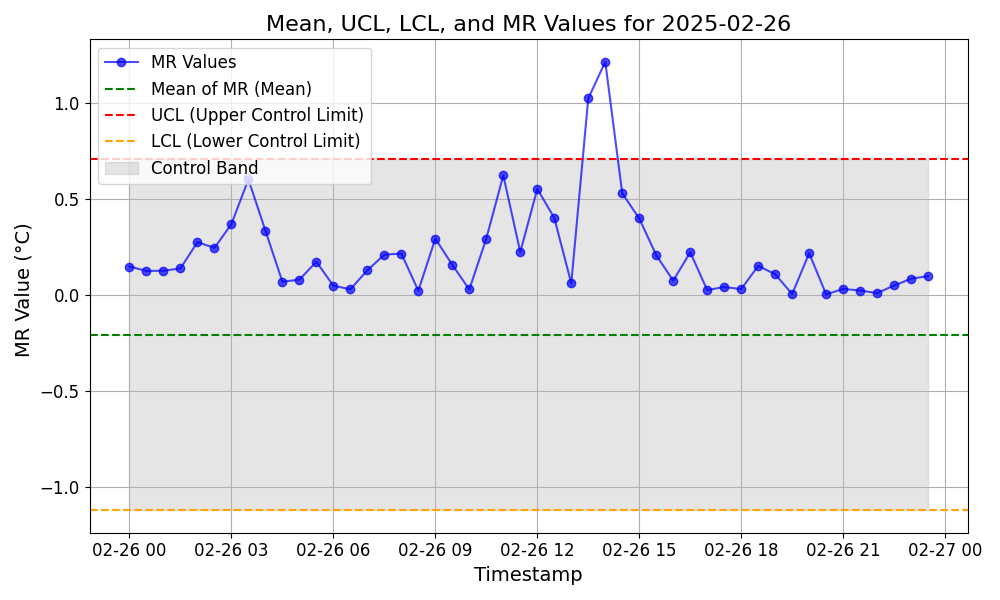 Mean, UCL, LCL, and MR Values for 2025-02-26
MR Values
Mean of MR (Mean)
UCL (Upper Control Limit)
LCL (Lower Control Limit)
Control Band
MR Value (°C)
1.0
0.5
0.0
−0.5
−1.0
02-26 00 02-26 03 02-26 06 02-26 09 02-26 12 02-26 15 02-26 18 02-26 21 02-27 00
Timestamp